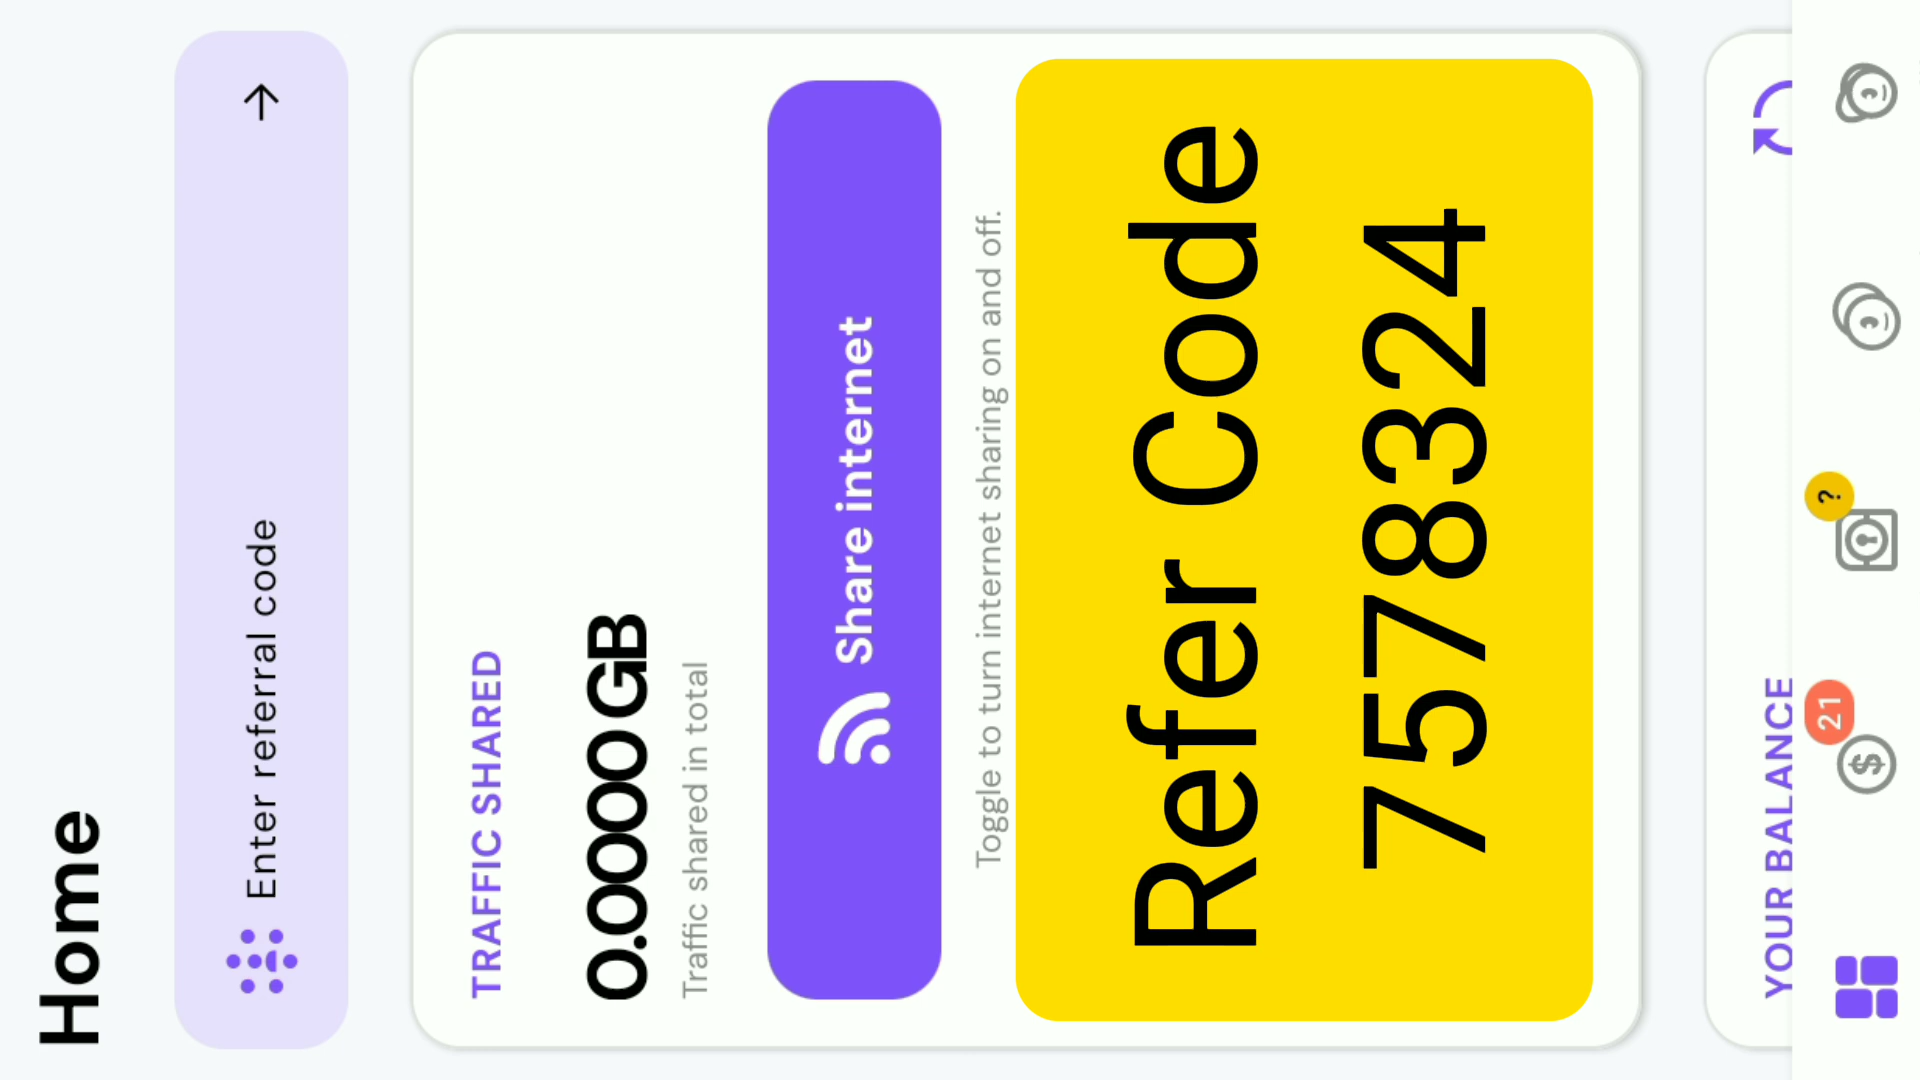 Home
Enter referral code
TRAFFIC SHARED
0.0000 GB
Traffic shared in total
Share internet
Toggle to turn internet sharing on and off.
Refer Code
7578324
YOUR BALANCE
21
?